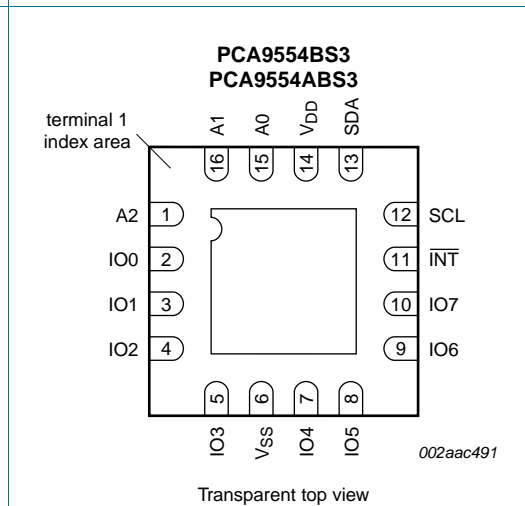 PCA9554BS3
PCA9554ABS3
terminal 1
index area
A1 A0 VDD SDA
16 15 14 13
A2 1 12 SCL
IO0 2 11 INT
IO1 3 10 IO7
IO2 4 9 IO6
5 6 7 8
IO3 VSS IO4 IO5
002aac491
Transparent top view